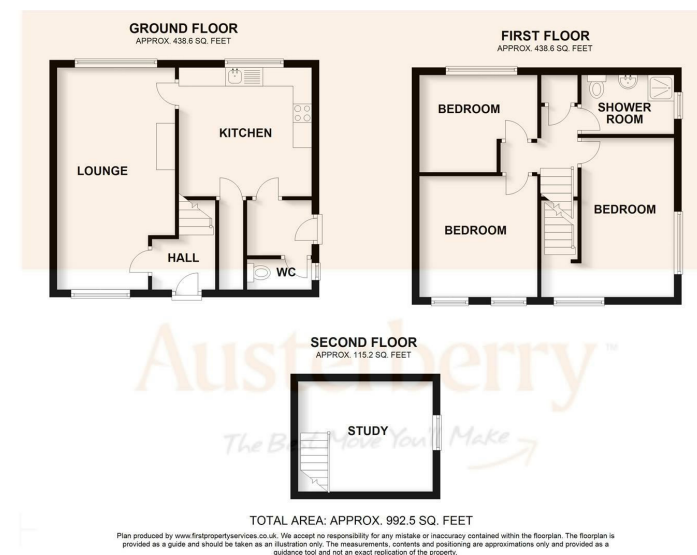 GROUND FLOOR
APPROX. 438.6 SQ. FEET
LOUNGE
KITCHEN
HALL
WC
FIRST FLOOR
APPROX. 438.6 SQ. FEET
BEDROOM
SHOWER
ROOM
BEDROOM
BEDROOM
SECOND FLOOR
APPROX. 115.2 SQ. FEET
Austerberry™
STUDY
The Best Move You'll Make
TOTAL AREA: APPROX. 992.5 SQ. FEET
Plan produced by www.firstpropertyservices.co.uk. We accept no responsibility for any mistake or inaccuracy contained within the floorplan. The floorplan is
provided as a guide and should be taken as an illustration only. The measurements, contents and positioning are approximations only and provided as a
guidance tool and not an exact replication of the property.